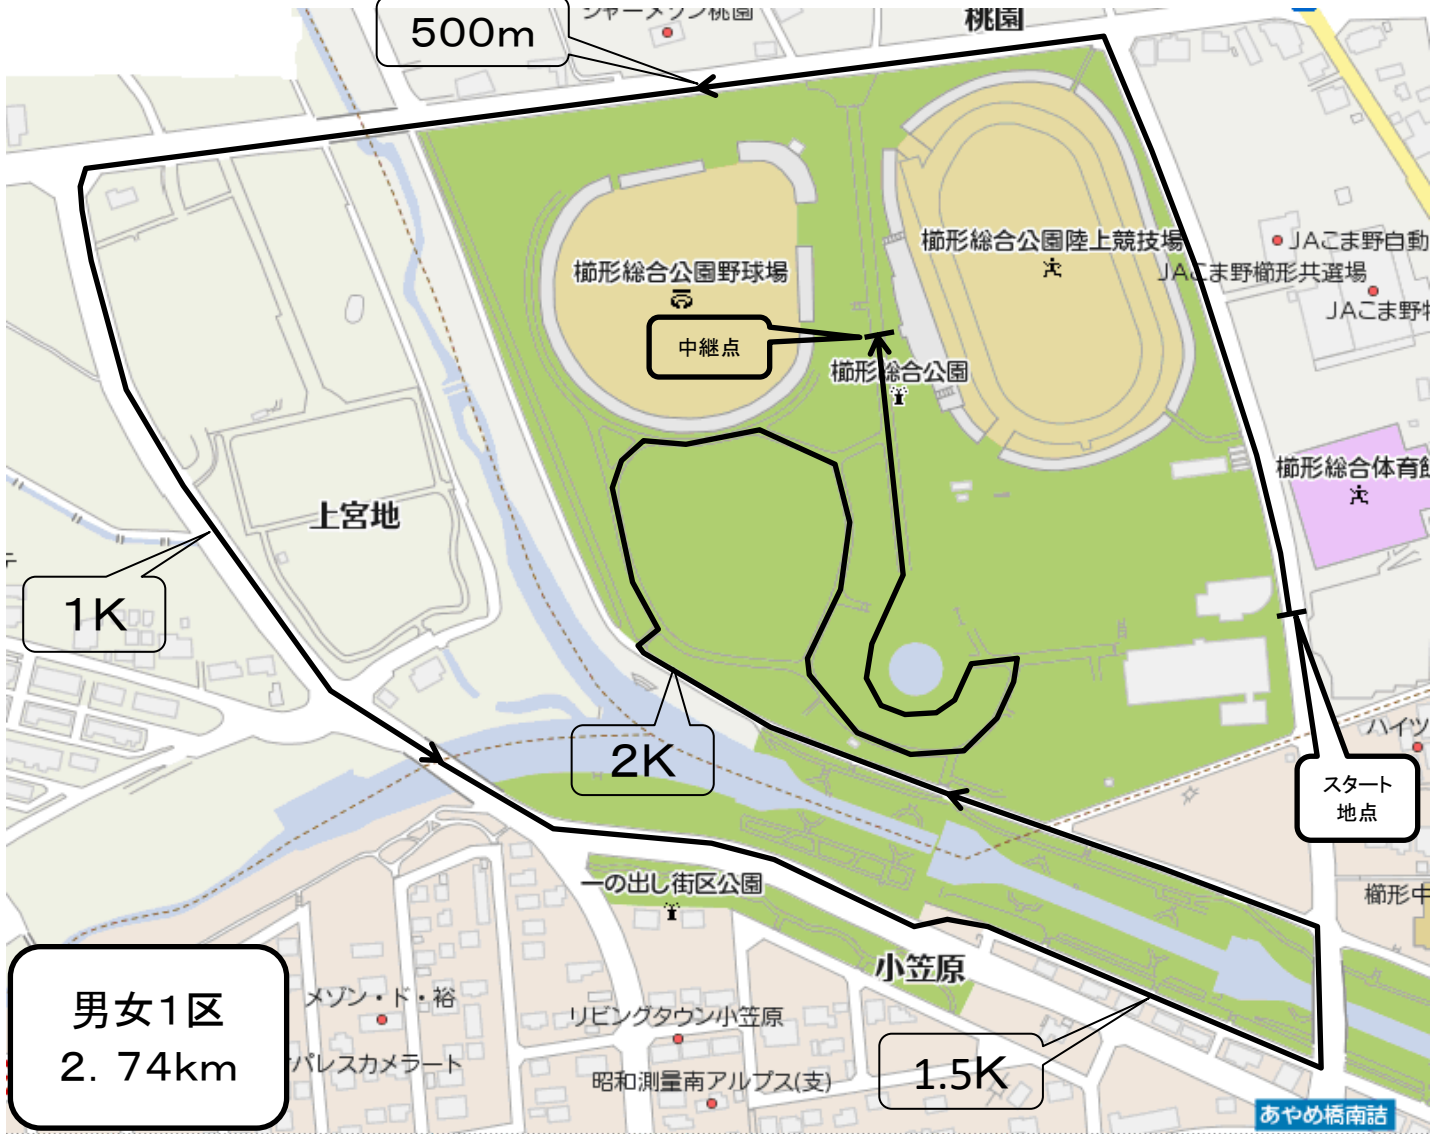 シャーメゾン桃園
桃園
500m
櫛形総合公園陸上競技場
JAこま野自動
櫛形総合公園野球場
JAこま野櫛形共選場
JAこま野特
中継点
櫛形総合公園
櫛形総合体育館
上宮地
1K
2K
ハイツ
スタート
地点
一の出し街区公園
櫛形中
小笠原
男女1区
2.74km
メゾン・ド・裕
リビングタウン小笠原
パレスカメラート
昭和測量南アルプス(支)
1.5K
あやめ橋南詰